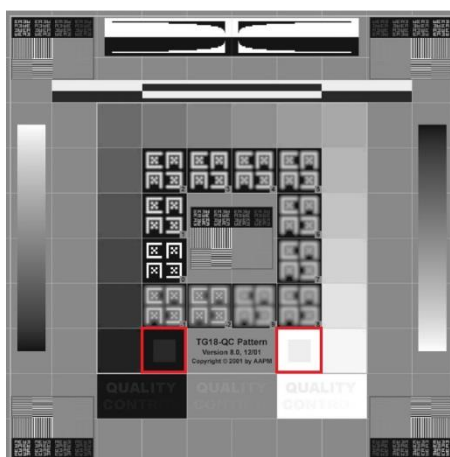 TG18-QC Pattern
Version 8.0, 12/01
Copyright © 2001 by AAPM
QUALITY QUALITY QUALITY
CONTROL CONTROL CONTROL